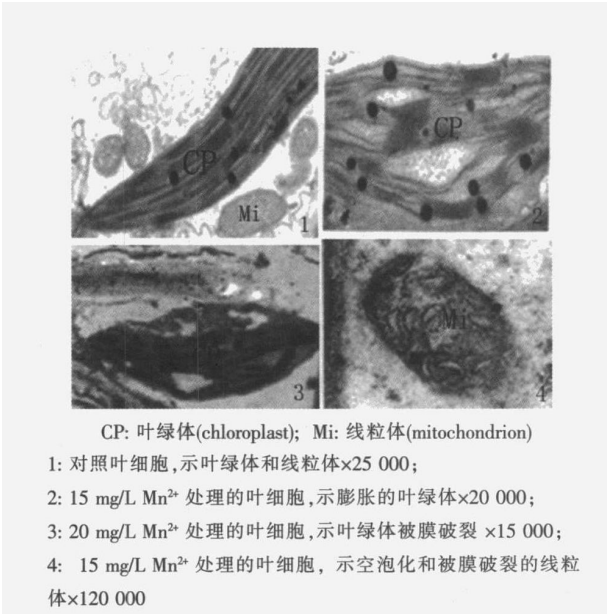 CP
Mi
1
CP
2
3
Mi
4
CP: 叶绿体(chloroplast); Mi: 线粒体(mitochondrion)
1: 对照叶细胞,示叶绿体和线粒体×25 000;
2: 15 mg/L Mn²⁺ 处理的叶细胞,示膨胀的叶绿体×20 000;
3: 20 mg/L Mn²⁺ 处理的叶细胞,示叶绿体被膜破裂 ×15 000;
4: 15 mg/L Mn²⁺ 处理的叶细胞, 示空泡化和被膜破裂的线粒
体×120 000